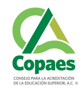 Copaes
CONSEJO PARA LA ACREDITACIÓN
DE LA EDUCACIÓN SUPERIOR, A.C.